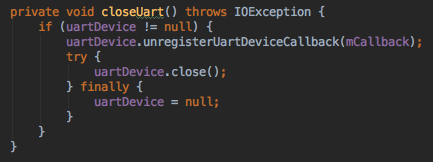 private void closeUart() throws IOException {
    if (uartDevice != null) {
        uartDevice.unregisterUartDeviceCallback(mCallback);
        try {
            uartDevice.close();
        } finally {
            uartDevice = null;
        }
    }
}